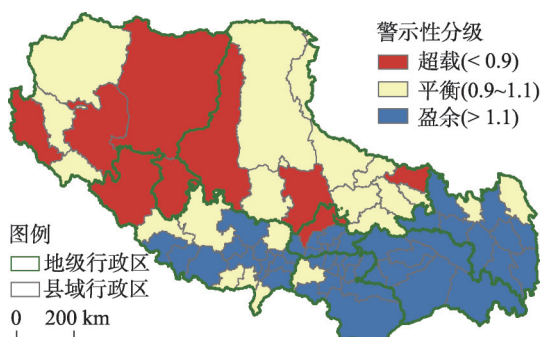 警示性分级
超载(< 0.9)
平衡(0.9~1.1)
盈余(> 1.1)
图例
地级行政区
县域行政区
0 200 km